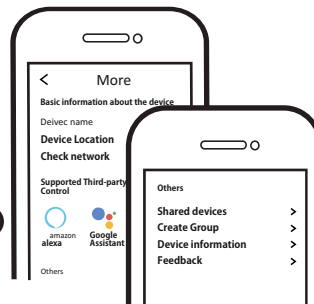 <
More
Basic information about the device
Deivec name
Device Location
Check network
Supported Third-party
Control
amazon
alexa
Google
Assistant
Others
Others
Shared devices >
Create Group >
Device information >
Feedback >